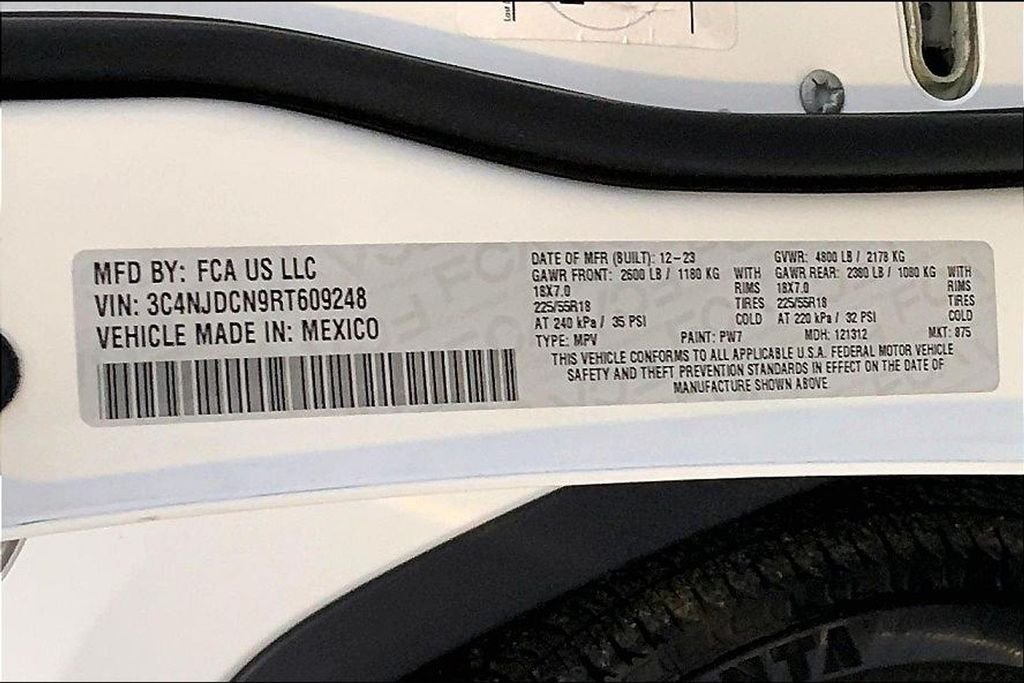 MFD BY: FCA US LLC
VIN: 3C4NJDCN9RT609248
VEHICLE MADE IN: MEXICO
DATE OF MFR (BUILT): 12-23 GVWR: 4800 LB / 2178 KG
GAWR FRONT: 2600 LB / 1180 KG WITH GAWR REAR: 2380 LB / 1080 KG WITH
18X7.0 RIMS 18X7.0 RIMS
225/55R18 TIRES 225/55R18 TIRES
AT 240 kPa / 35 PSI COLD AT 220 kPa / 32 PSI COLD
TYPE: MPV PAINT: PW7 MDH: 121312 MXT: 875
THIS VEHICLE CONFORMS TO ALL APPLICABLE U.S.A. FEDERAL MOTOR VEHICLE
SAFETY AND THEFT PREVENTION STANDARDS IN EFFECT ON THE DATE OF
MANUFACTURE SHOWN ABOVE.